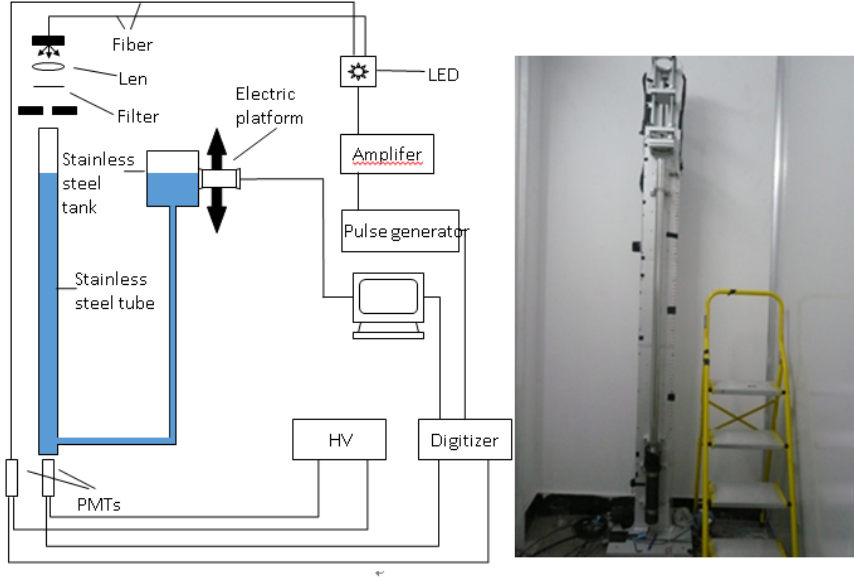 Fiber
Len
Filter
LED
Electric
platform
Amplifer
Stainless
steel
tank
Pulse generator
Stainless
steel tube
HV
Digitizer
PMTs